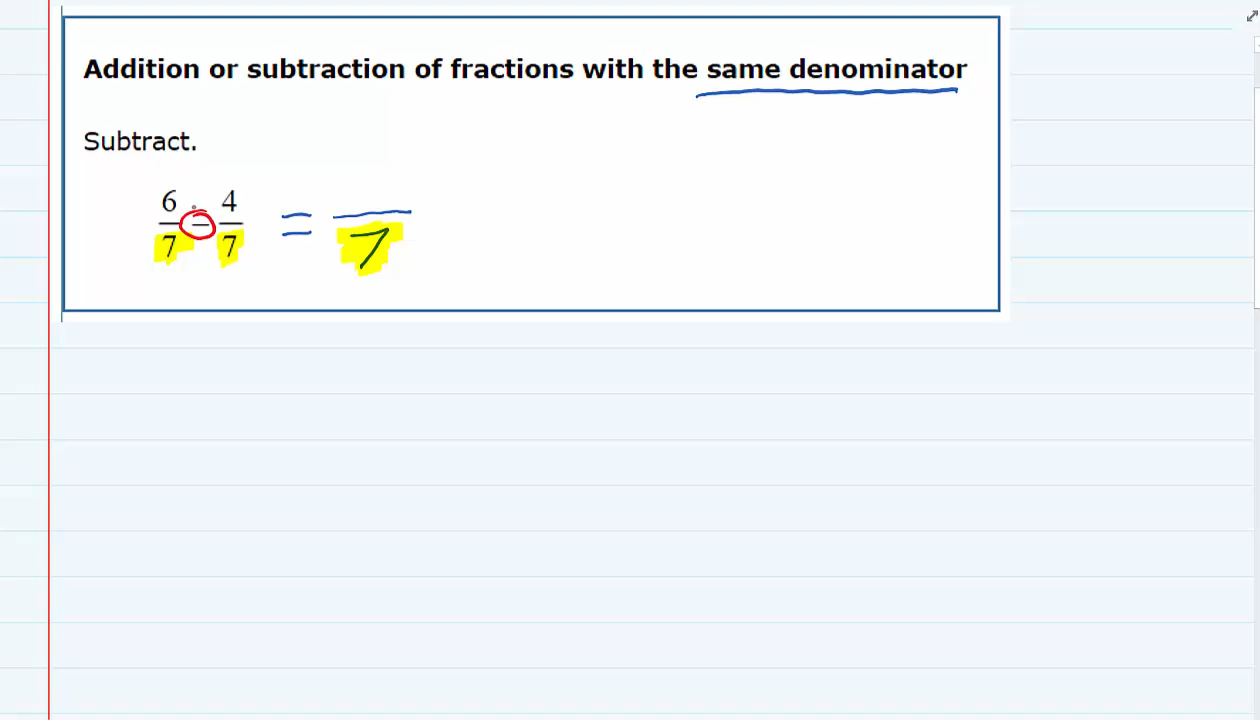 Addition or subtraction of fractions with the same denominator
Subtract.
6/7 - 4/7 = /7